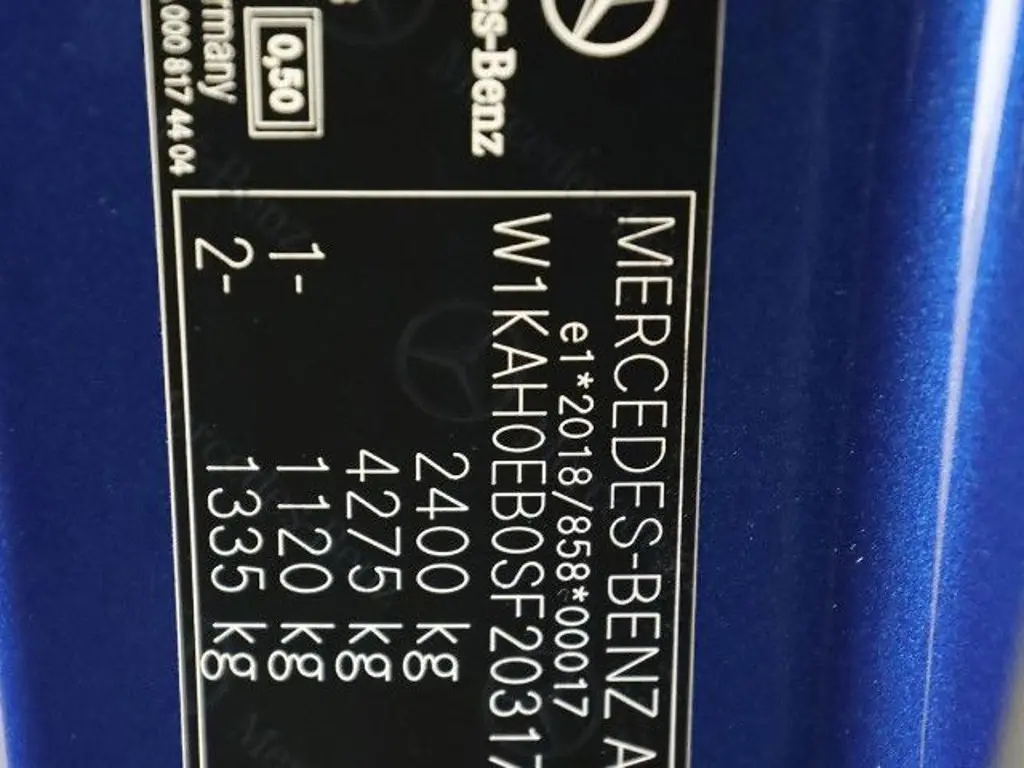 es-Benz
0,50
rmany
000 817 44 04
MERCEDES-BENZ A
e1*2018/858*00017
W1KAH0EB0SF20317
2400 kg
4275 kg
1- 1120 kg
2- 1335 kg